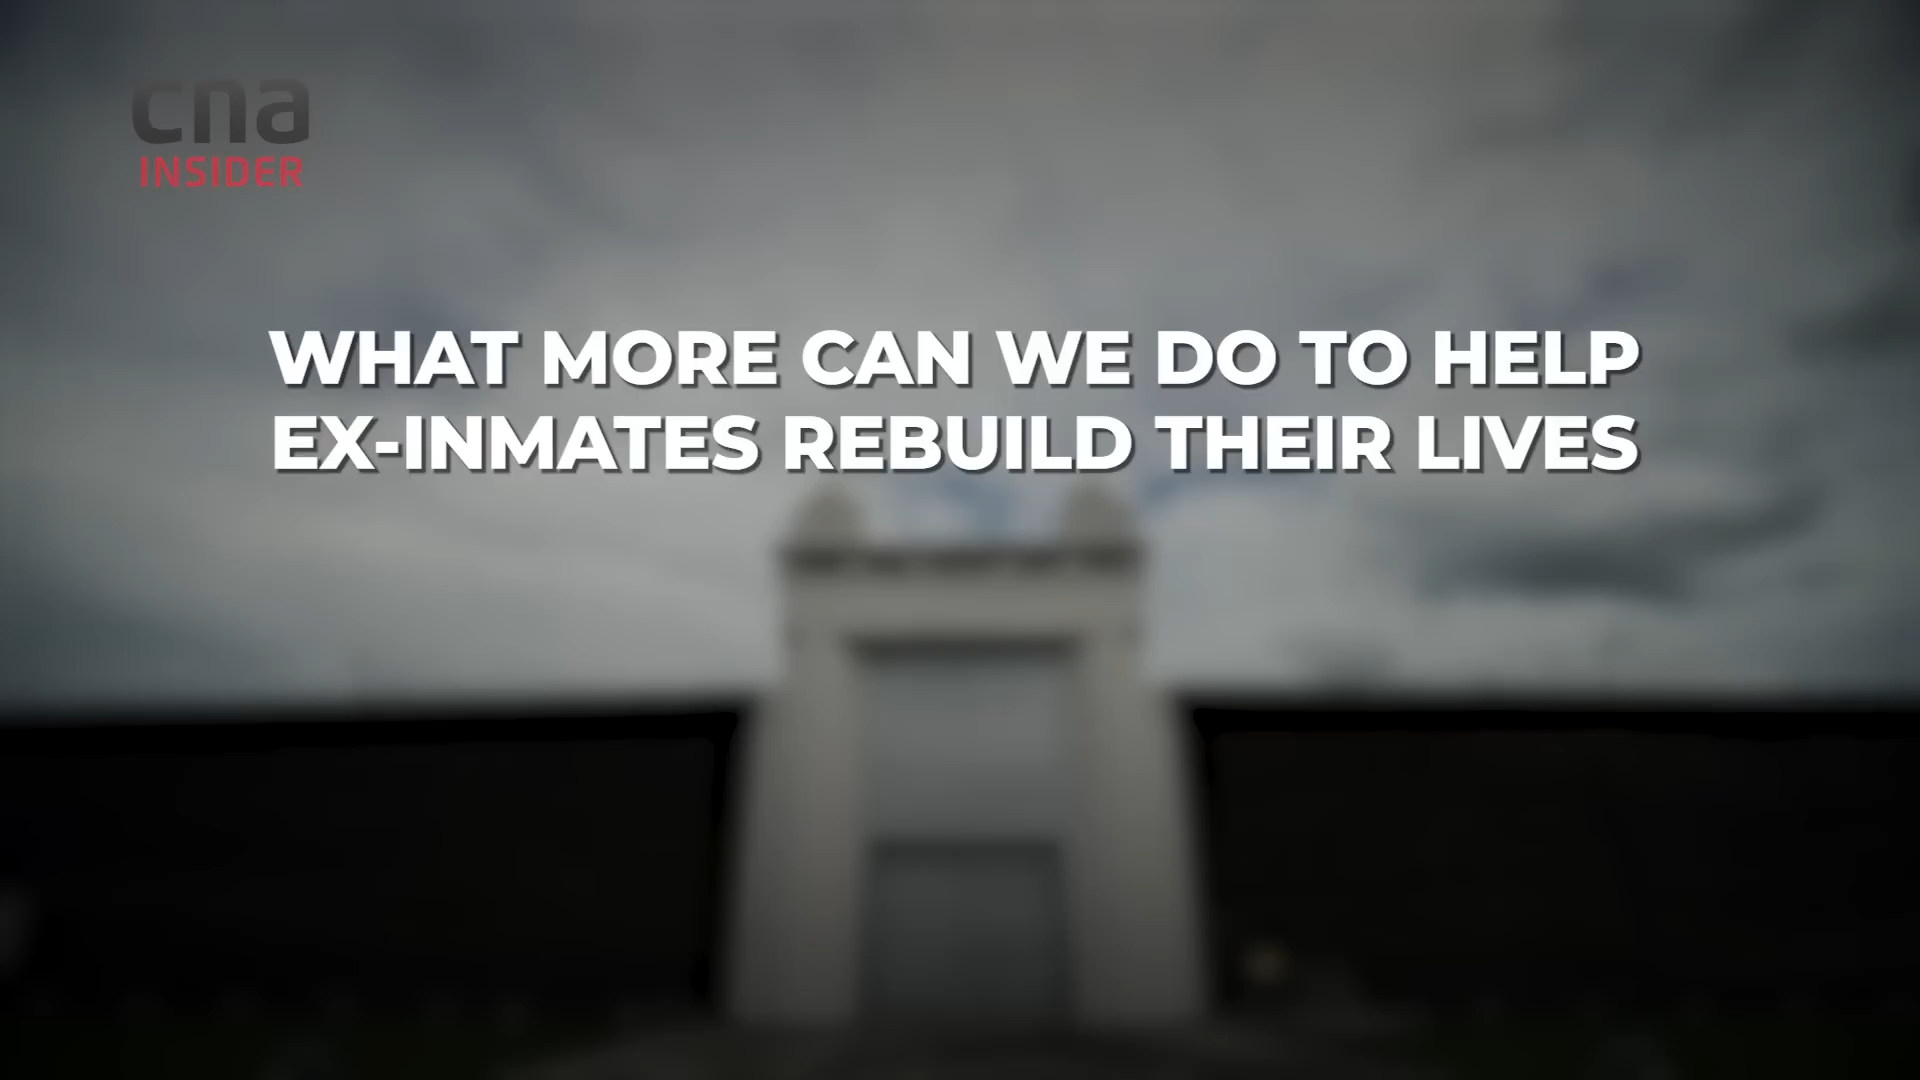 cna
INSIDER
WHAT MORE CAN WE DO TO HELP
EX-INMATES REBUILD THEIR LIVES